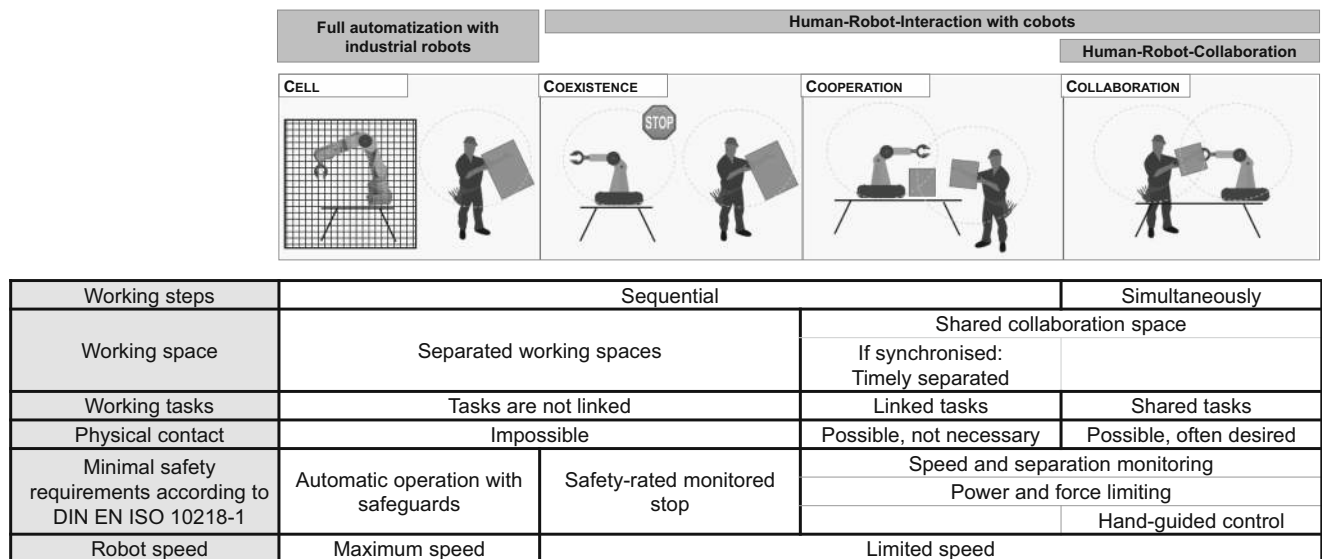 Full automatization with
industrial robots
Human-Robot-Interaction with cobots
Human-Robot-Collaboration
CELL
COEXISTENCE
STOP
COOPERATION
COLLABORATION
Working steps
Sequential
Simultaneously
Working space
Separated working spaces
Shared collaboration space
If synchronised:
Timely separated
Working tasks
Tasks are not linked
Linked tasks
Shared tasks
Physical contact
Impossible
Possible, not necessary
Possible, often desired
Minimal safety
requirements according to
DIN EN ISO 10218-1
Automatic operation with
safeguards
Safety-rated monitored
stop
Speed and separation monitoring
Power and force limiting
Hand-guided control
Robot speed
Maximum speed
Limited speed